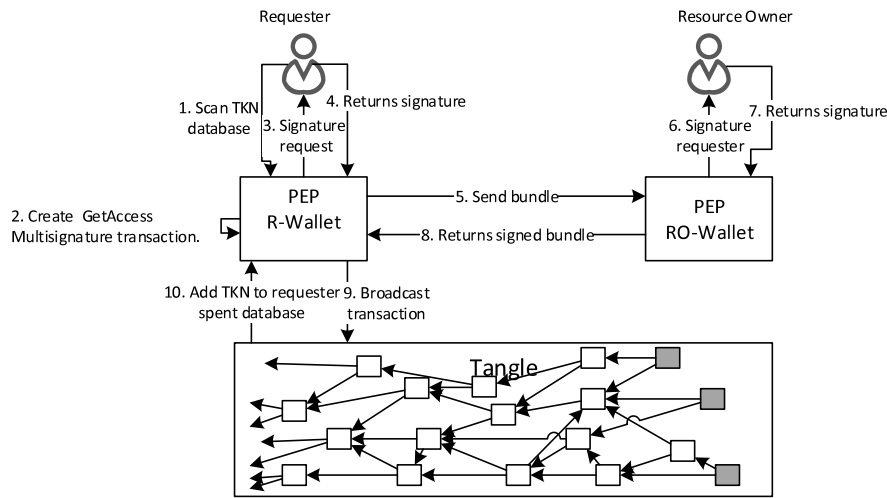 Requester
Resource Owner
1. Scan TKN
database
4. Returns signature
3. Signature
request
7. Returns signature
6. Signature
requester
PEP
R-Wallet
5. Send bundle
PEP
RO-Wallet
2. Create GetAccess
Multisignature transaction.
8. Returns signed bundle
10. Add TKN to requester
spent database
9. Broadcast
transaction
Tangle